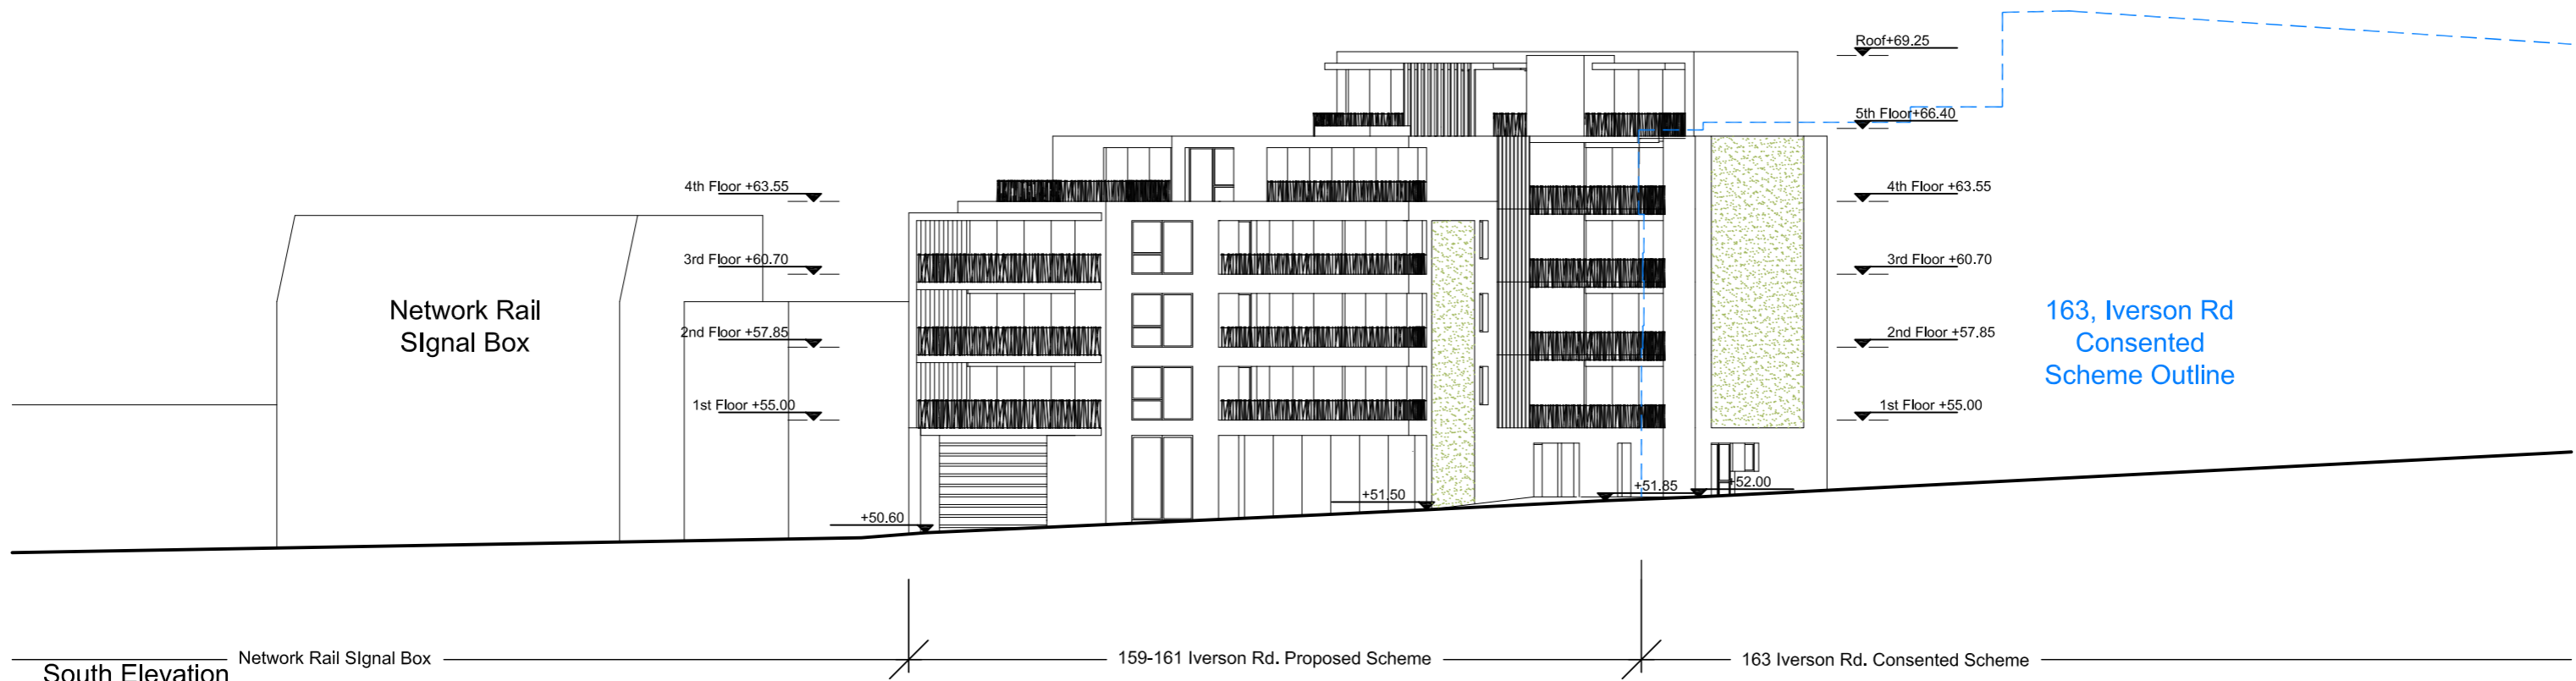 Roof+69.25
5th Floor+66.40
4th Floor +63.55
4th Floor +63.55
3rd Floor +60.70
3rd Floor +60.70
Network Rail
SIgnal Box
163, Iverson Rd
Consented
Scheme Outline
2nd Floor +57.85
2nd Floor +57.85
1st Floor +55.00
1st Floor +55.00
+50.60
+51.50
+51.85
+52.00
Network Rail SIgnal Box
159-161 Iverson Rd. Proposed Scheme
163 Iverson Rd. Consented Scheme
South Elevation